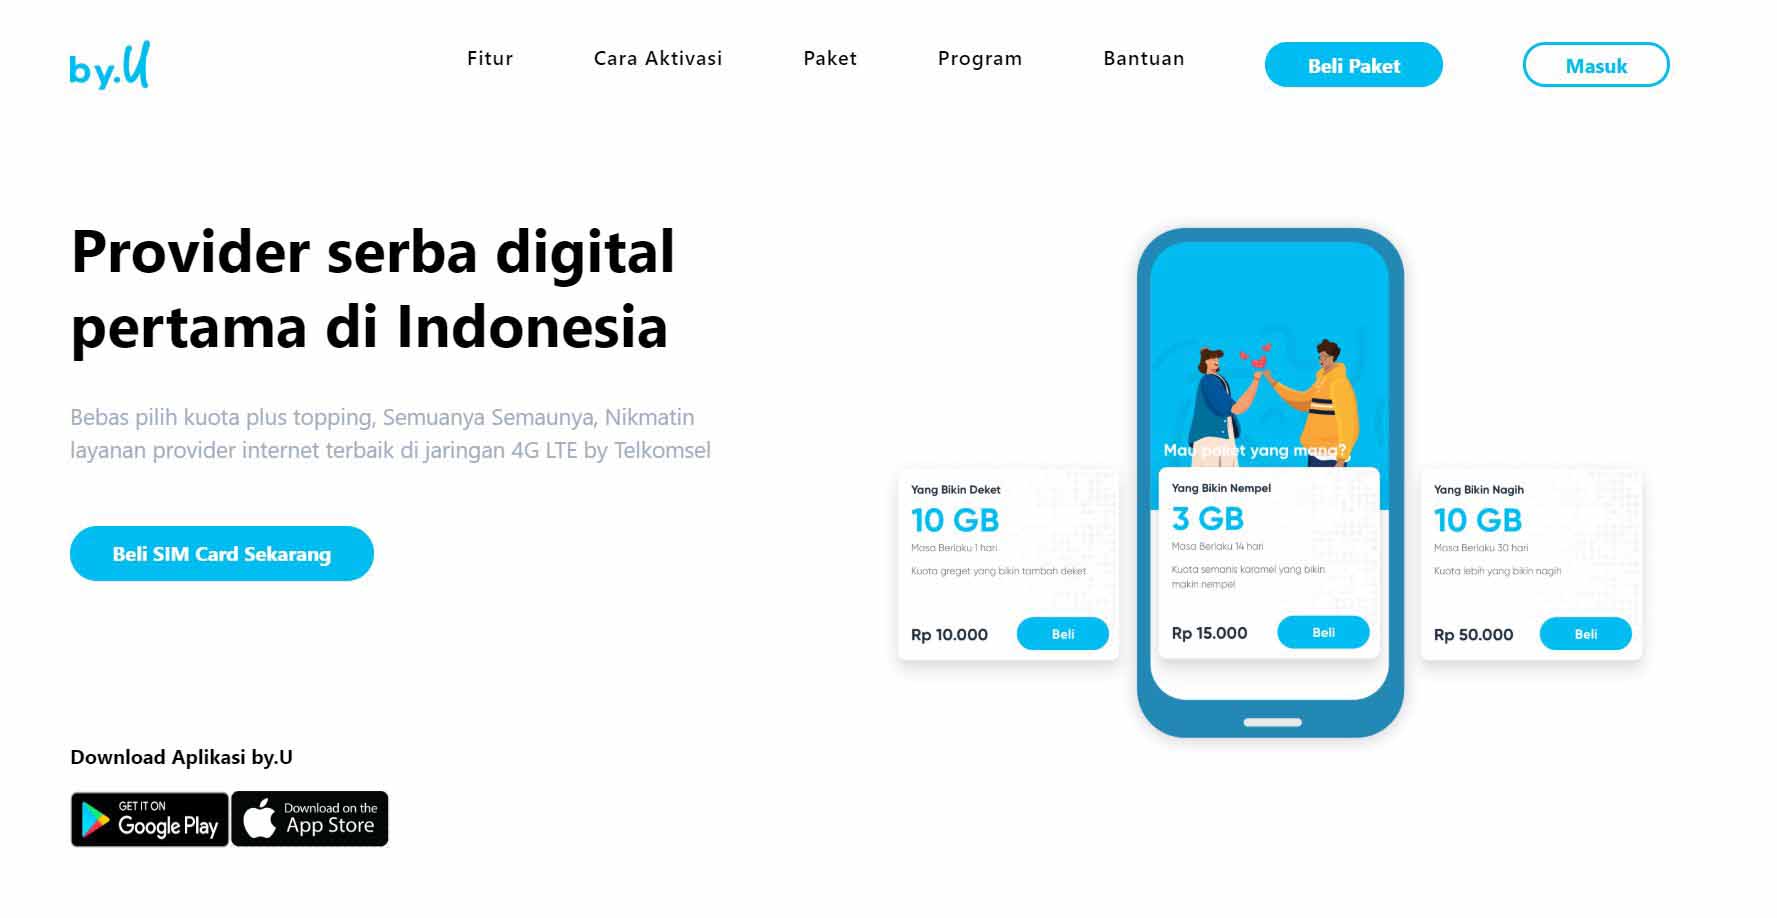 by.U
Fitur
Cara Aktivasi
Paket
Program
Bantuan
Beli Paket
Masuk
Provider serba digital
pertama di Indonesia
Bebas pilih kuota plus topping, Semuanya Semaunya, Nikmatin
layanan provider internet terbaik di jaringan 4G LTE by Telkomsel
Beli SIM Card Sekarang
Download Aplikasi by.U
GET IT ON
Google Play
Download on the
App Store
Mau paket yang mana?
Yang Bikin Deket
10 GB
Masa Berlaku 1 hari
Kuota greget yang bikin tambah deket
Rp 10.000
Beli
Yang Bikin Nempel
3 GB
Masa Berlaku 14 hari
Kuota semanis karamel yang bikin
makin nempel
Rp 15.000
Beli
Yang Bikin Nagih
10 GB
Masa Berlaku 30 hari
Kuota lebih yang bikin nagih
Rp 50.000
Beli